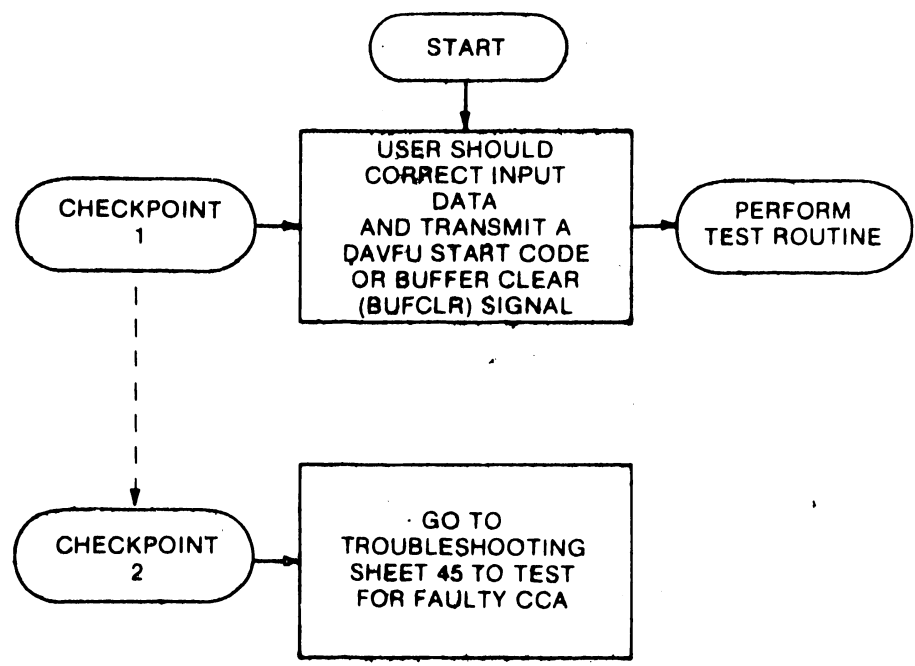 START
USER SHOULD
CORRECT INPUT
DATA
AND TRANSMIT A
DAVFU START CODE
OR BUFFER CLEAR
(BUFCLR) SIGNAL
CHECKPOINT
1
PERFORM
TEST ROUTINE
CHECKPOINT
2
GO TO
TROUBLESHOOTING
SHEET 45 TO TEST
FOR FAULTY CCA